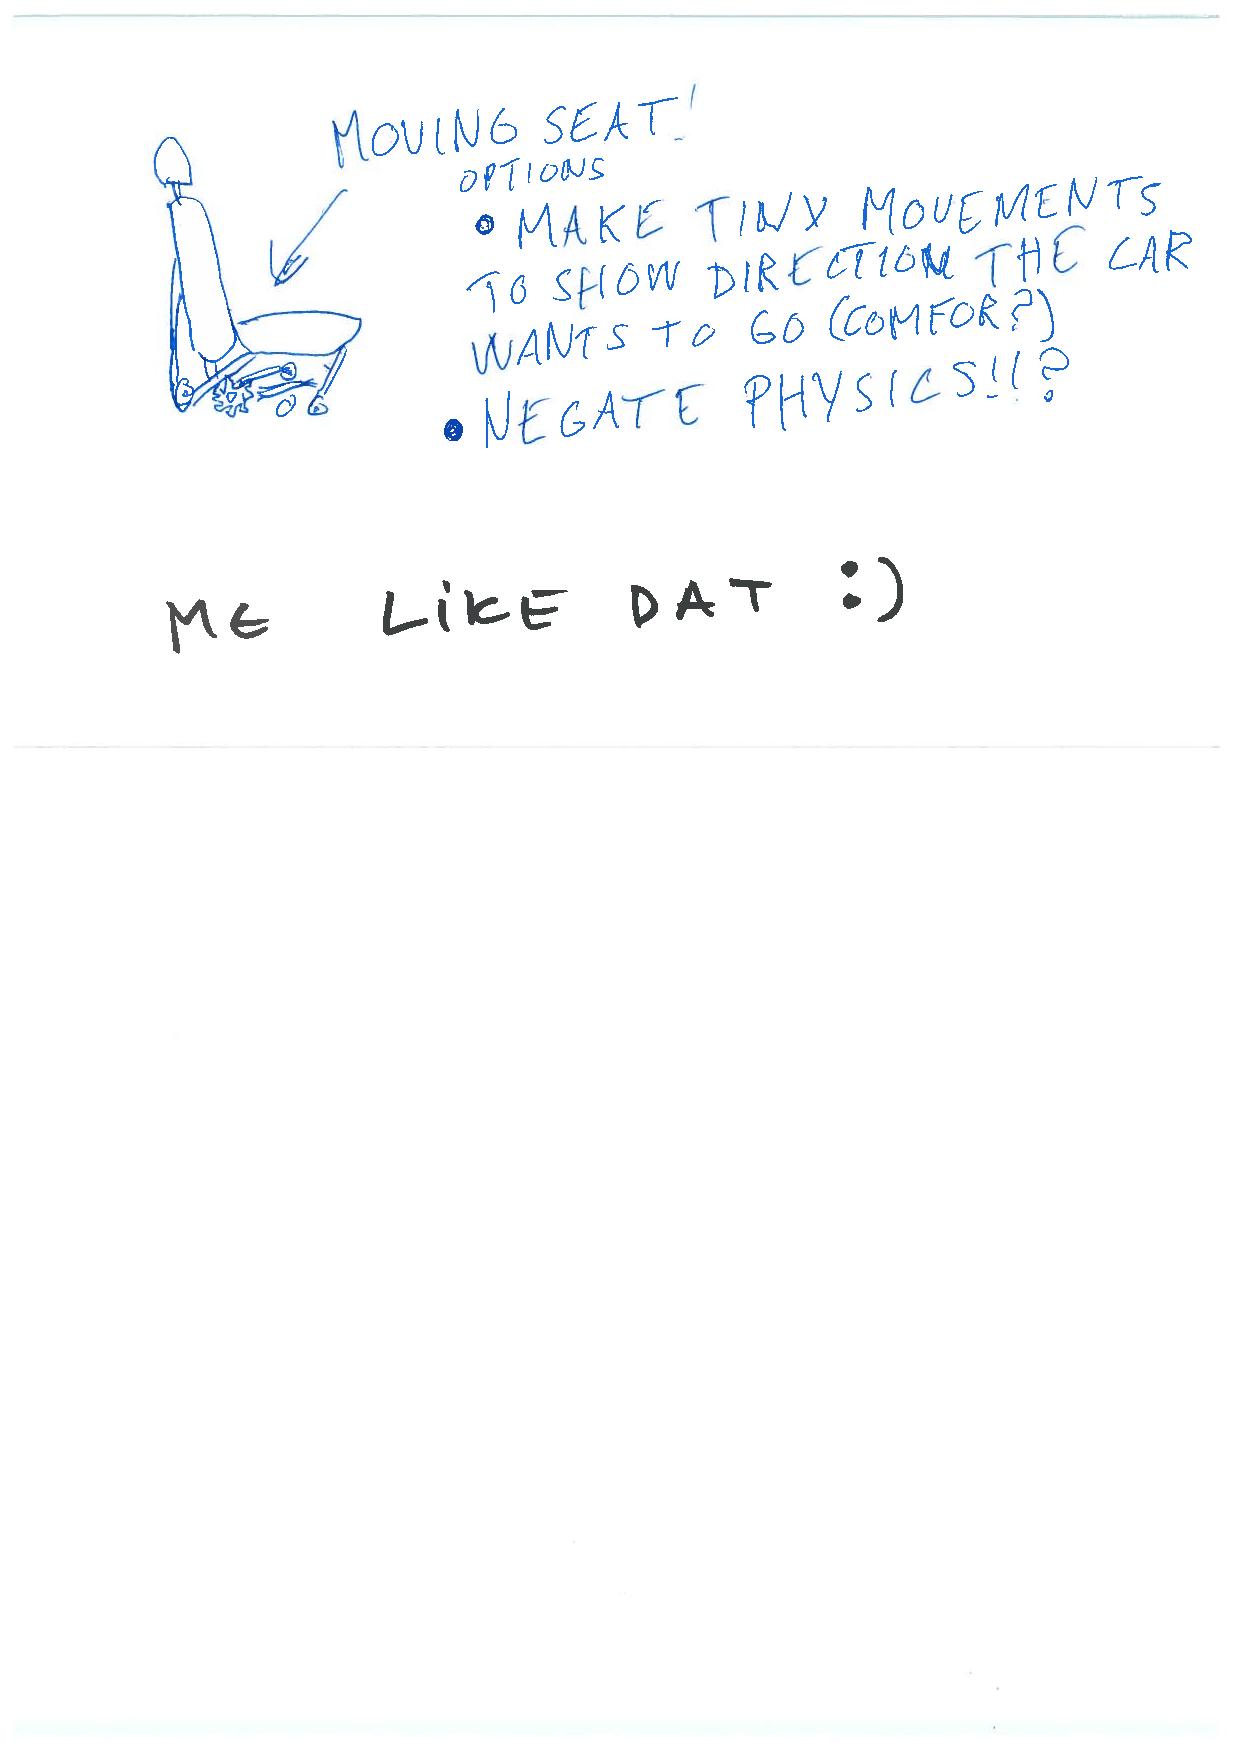 MOVING SEAT!
OPTIONS
• MAKE TINY MOVEMENTS
TO SHOW DIRECTION THE CAR
WANTS TO GO (COMFOR?)
• NEGATE PHYSICS!!?
ME LIKE DAT :)